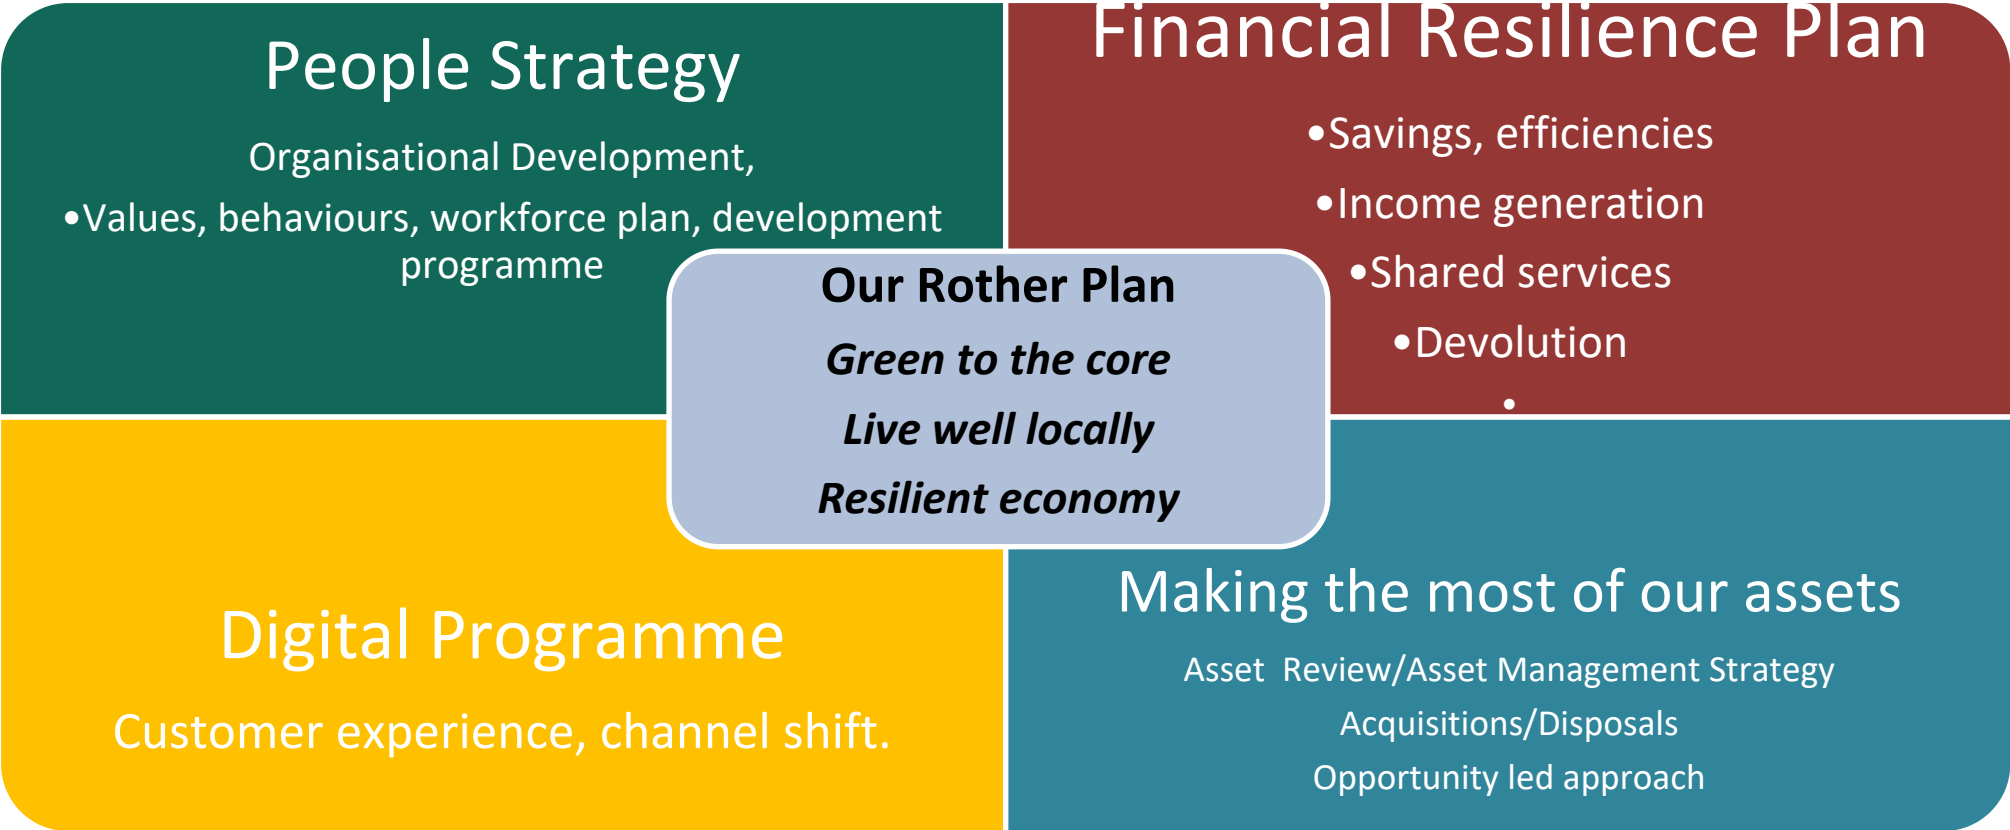 People Strategy
Organisational Development,
•Values, behaviours, workforce plan, development
programme
Financial Resilience Plan
•Savings, efficiencies
•Income generation
•Shared services
•Devolution
•
Our Rother Plan
Green to the core
Live well locally
Resilient economy
Digital Programme
Customer experience, channel shift.
Making the most of our assets
Asset  Review/Asset Management Strategy
Acquisitions/Disposals
Opportunity led approach